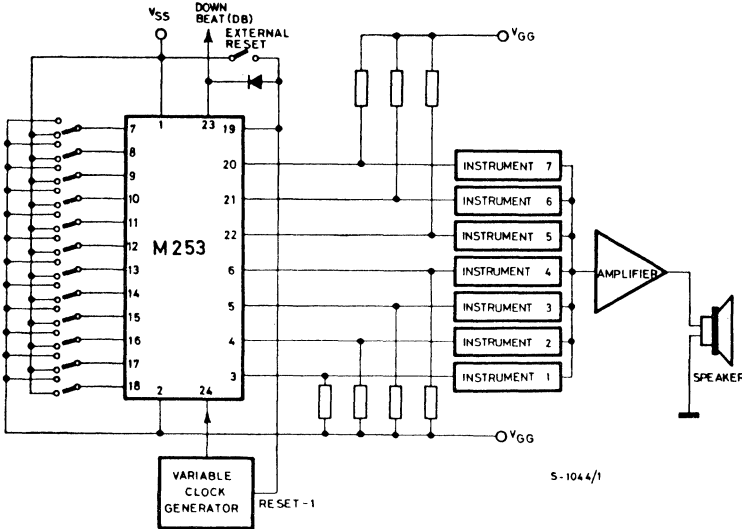 VSS
DOWN
BEAT (DB)
EXTERNAL
RESET
VGG
1
23
19
7
8
9
10
11
12
13
14
15
16
17
18
M253
20
21
22
6
5
4
3
2
24
INSTRUMENT 7
INSTRUMENT 6
INSTRUMENT 5
INSTRUMENT 4
INSTRUMENT 3
INSTRUMENT 2
INSTRUMENT 1
AMPLIFIER
SPEAKER
VGG
VARIABLE
CLOCK
GENERATOR
RESET-1
S-1044/1